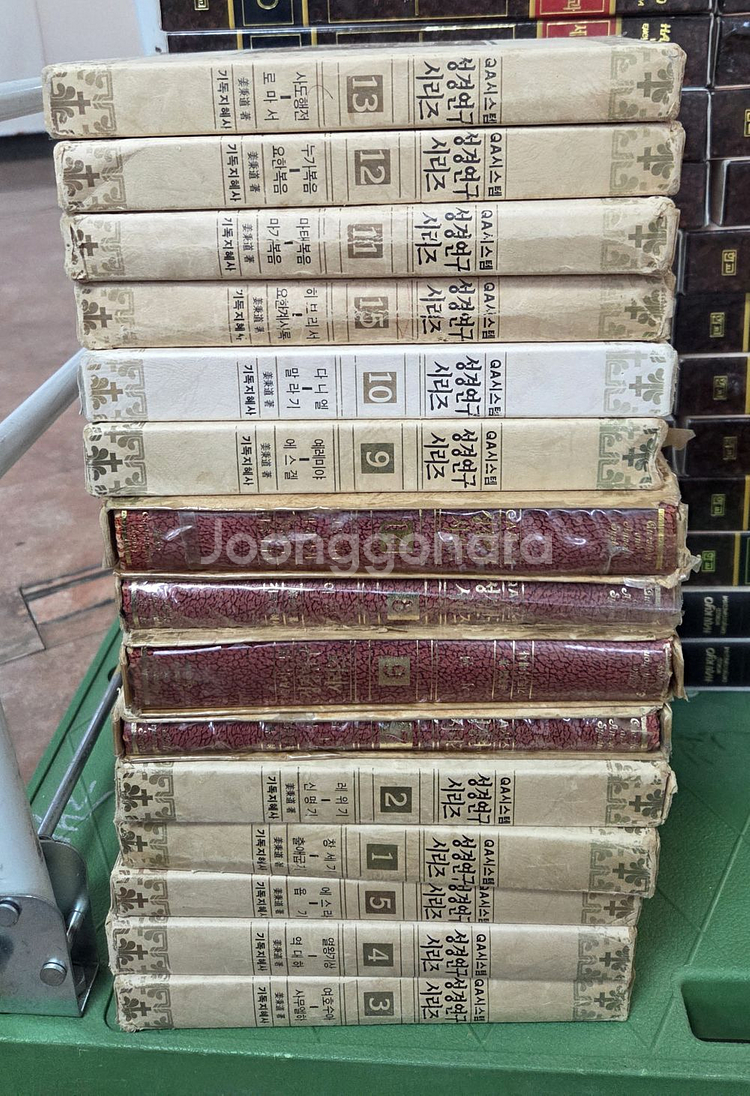 QA시스템
성경연구
시리즈
13
사도행전
로마서
姜秉道 著
기독지혜사
QA시스템
성경연구
시리즈
12
누가복음
요한복음
姜秉道 著
기독지혜사
QA시스템
성경연구
시리즈
11
마태복음
마가복음
姜秉道 著
기독지혜사
QA시스템
성경연구
시리즈
15
히브리서
요한계시록
姜秉道 著
기독지혜사
QA시스템
성경연구
시리즈
10
다니엘
말라기
姜秉道 著
기독지혜사
QA시스템
성경연구
시리즈
9
예레미야
에스겔
姜秉道 著
기독지혜사
Joonggondra
QA시스템
성경연구
시리즈
2
레위기
신명기
姜秉道 著
기독지혜사
QA시스템
성경연구
시리즈
1
창세기
출애굽기
姜秉道 著
기독지혜사
QA시스템
성경연구
시리즈
5
에스라
욥기
姜秉道 著
기독지혜사
QA시스템
성경연구
시리즈
4
열왕기상
역대하
姜秉道 著
기독지혜사
QA시스템
성경연구
시리즈
3
여호수아
사무엘하
姜秉道 著
기독지혜사